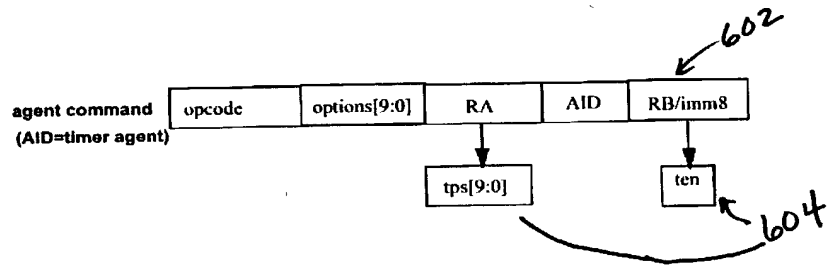 602
agent command opcode options[9:0] RA AID RB/imm8
(AID=timer agent)
tps[9:0] ten
604